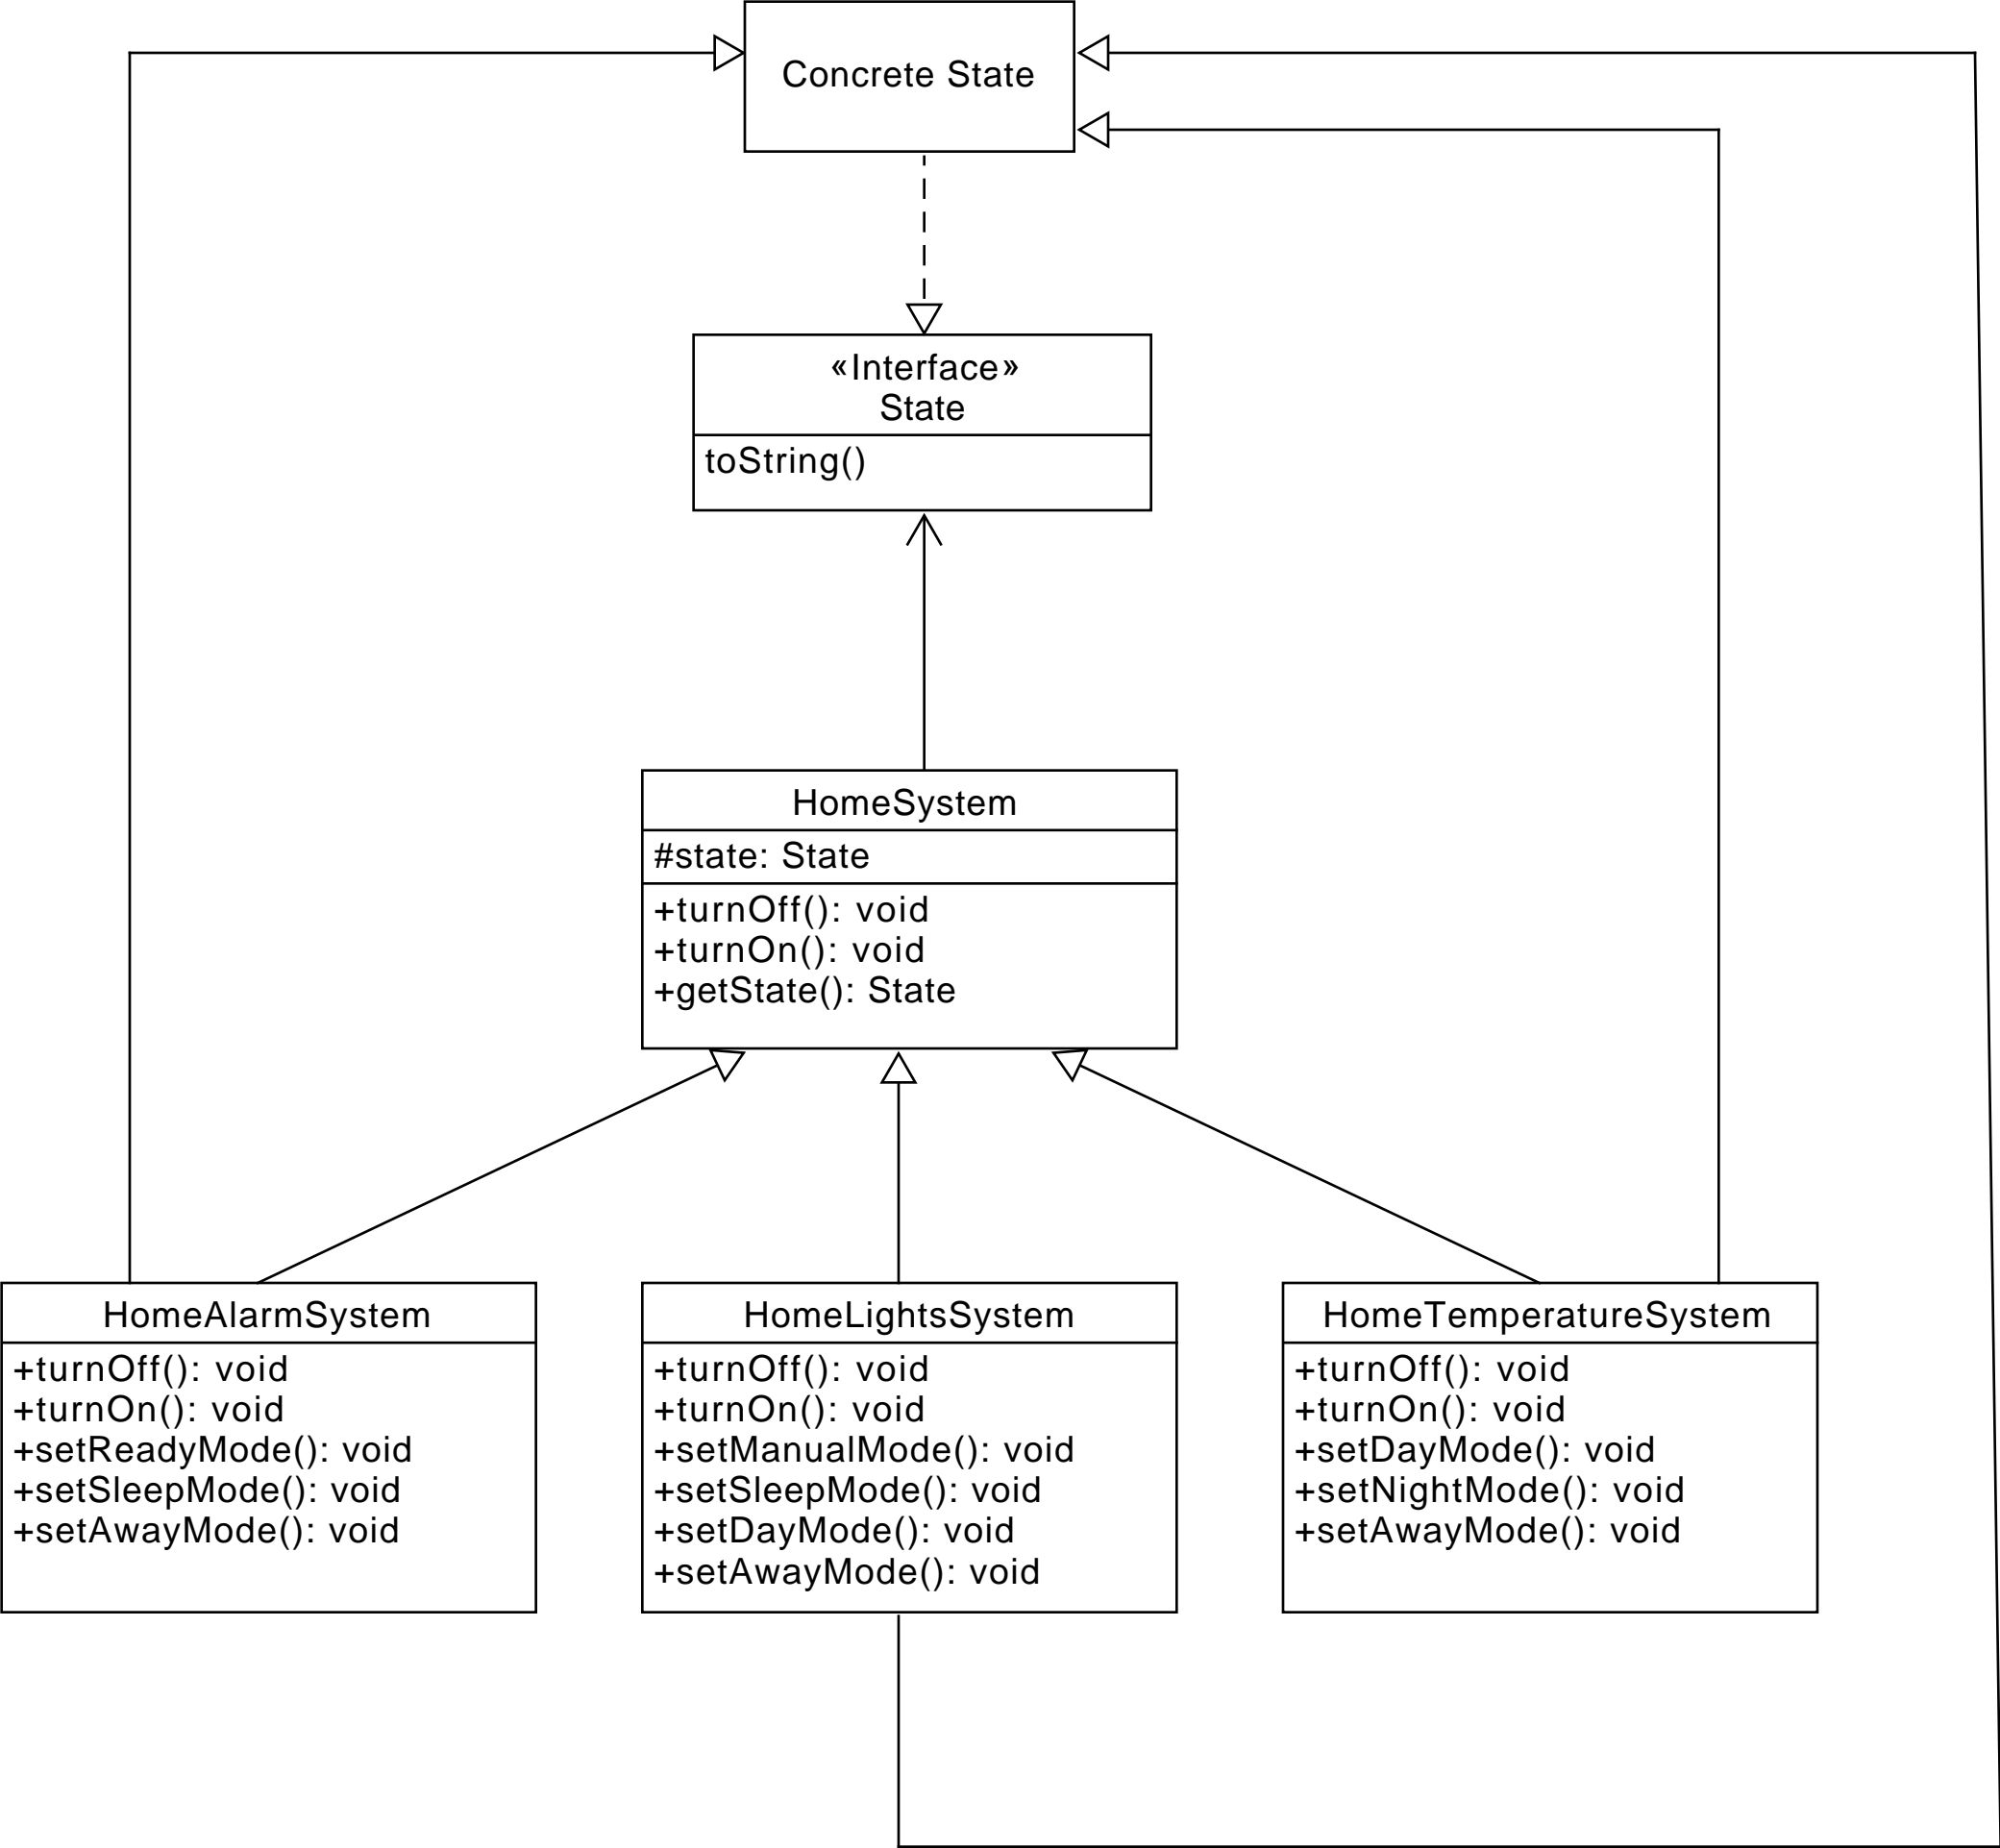 Concrete State
«Interface»
State
toString()
HomeSystem
#state: State
+turnOff(): void
+turnOn(): void
+getState(): State
HomeAlarmSystem
+turnOff(): void
+turnOn(): void
+setReadyMode(): void
+setSleepMode(): void
+setAwayMode(): void
HomeLightsSystem
+turnOff(): void
+turnOn(): void
+setManualMode(): void
+setSleepMode(): void
+setDayMode(): void
+setAwayMode(): void
HomeTemperatureSystem
+turnOff(): void
+turnOn(): void
+setDayMode(): void
+setNightMode(): void
+setAwayMode(): void